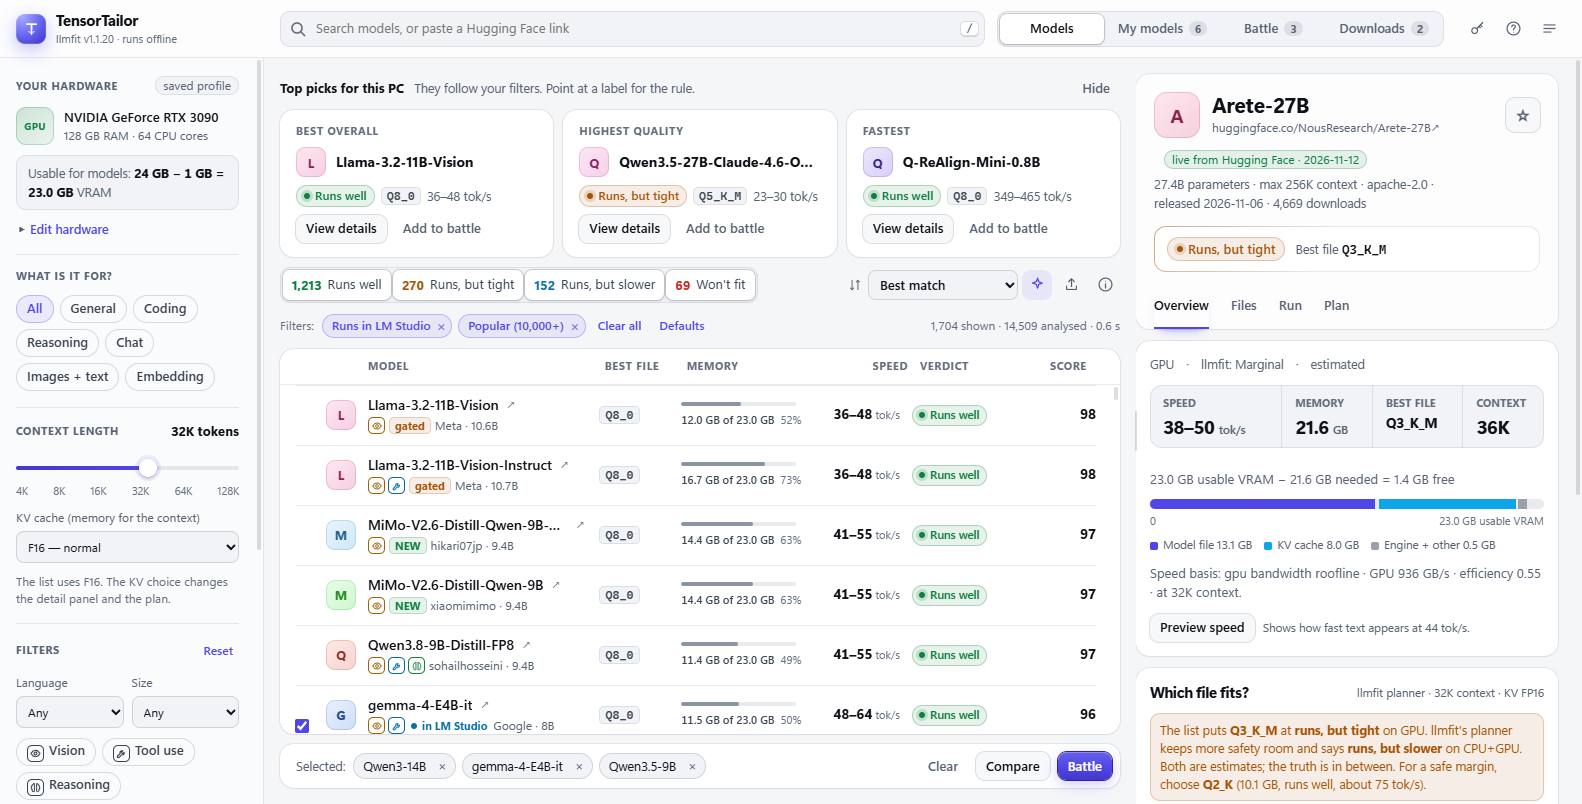 TensorTailor
llmfit v1.1.20 · runs offline
Search models, or paste a Hugging Face link
/
Models
My models 6
Battle 3
Downloads 2
YOUR HARDWARE
saved profile
GPU
NVIDIA GeForce RTX 3090
128 GB RAM · 64 CPU cores
Usable for models: 24 GB − 1 GB =
23.0 GB VRAM
▸ Edit hardware
WHAT IS IT FOR?
All
General
Coding
Reasoning
Chat
Images + text
Embedding
CONTEXT LENGTH
32K tokens
4K 8K 16K 32K 64K 128K
KV cache (memory for the context)
F16 — normal
The list uses F16. The KV choice changes
the detail panel and the plan.
FILTERS
Reset
Language
Size
Any
Any
Vision
Tool use
Reasoning
Top picks for this PC They follow your filters. Point at a label for the rule.
Hide
BEST OVERALL
L
Llama-3.2-11B-Vision
Runs well Q8_0 36–48 tok/s
View details
Add to battle
HIGHEST QUALITY
Q
Qwen3.5-27B-Claude-4.6-O...
Runs, but tight Q5_K_M 23–30 tok/s
View details
Add to battle
FASTEST
Q
Q-ReAlign-Mini-0.8B
Runs well Q8_0 349–465 tok/s
View details
Add to battle
1,213 Runs well
270 Runs, but tight
152 Runs, but slower
69 Won't fit
Best match
Filters:
Runs in LM Studio ×
Popular (10,000+) ×
Clear all
Defaults
1,704 shown · 14,509 analysed · 0.6 s
MODEL BEST FILE MEMORY SPEED VERDICT SCORE
L
Llama-3.2-11B-Vision ↗
gated Meta · 10.6B
Q8_0
12.0 GB of 23.0 GB 52%
36–48 tok/s
Runs well
98
L
Llama-3.2-11B-Vision-Instruct ↗
gated Meta · 10.7B
Q8_0
16.7 GB of 23.0 GB 73%
36–48 tok/s
Runs well
98
M
MiMo-V2.6-Distill-Qwen-9B-... ↗
NEW hikari07jp · 9.4B
Q8_0
14.4 GB of 23.0 GB 63%
41–55 tok/s
Runs well
97
M
MiMo-V2.6-Distill-Qwen-9B ↗
NEW xiaomimimo · 9.4B
Q8_0
14.4 GB of 23.0 GB 63%
41–55 tok/s
Runs well
97
Q
Qwen3.8-9B-Distill-FP8 ↗
sohailhosseini · 9.4B
Q8_0
11.4 GB of 23.0 GB 49%
41–55 tok/s
Runs well
97
G
gemma-4-E4B-it ↗
in LM Studio Google · 8B
Q8_0
11.5 GB of 23.0 GB 50%
48–64 tok/s
Runs well
96
Selected:
Qwen3-14B ×
gemma-4-E4B-it ×
Qwen3.5-9B ×
Clear
Compare
Battle
A
Arete-27B
huggingface.co/NousResearch/Arete-27B↗
live from Hugging Face · 2026-11-12
27.4B parameters · max 256K context · apache-2.0 ·
released 2026-11-06 · 4,669 downloads
Runs, but tight Best file Q3_K_M
Overview
Files
Run
Plan
GPU · llmfit: Marginal · estimated
SPEED
38–50 tok/s
MEMORY
21.6 GB
BEST FILE
Q3_K_M
CONTEXT
36K
23.0 GB usable VRAM − 21.6 GB needed = 1.4 GB free
0
23.0 GB usable VRAM
Model file 13.1 GB KV cache 8.0 GB Engine + other 0.5 GB
Speed basis: gpu bandwidth roofline · GPU 936 GB/s · efficiency 0.55
· at 32K context.
Preview speed
Shows how fast text appears at 44 tok/s.
Which file fits?
llmfit planner · 32K context · KV FP16
The list puts Q3_K_M at runs, but tight on GPU. llmfit's planner
keeps more safety room and says runs, but slower on CPU+GPU.
Both are estimates; the truth is in between. For a safe margin,
choose Q2_K (10.1 GB, runs well, about 75 tok/s).